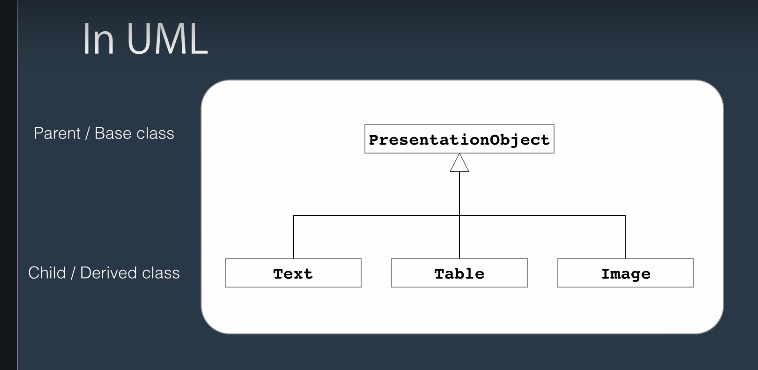 In UML
Parent / Base class
PresentationObject
Child / Derived class
Text
Table
Image